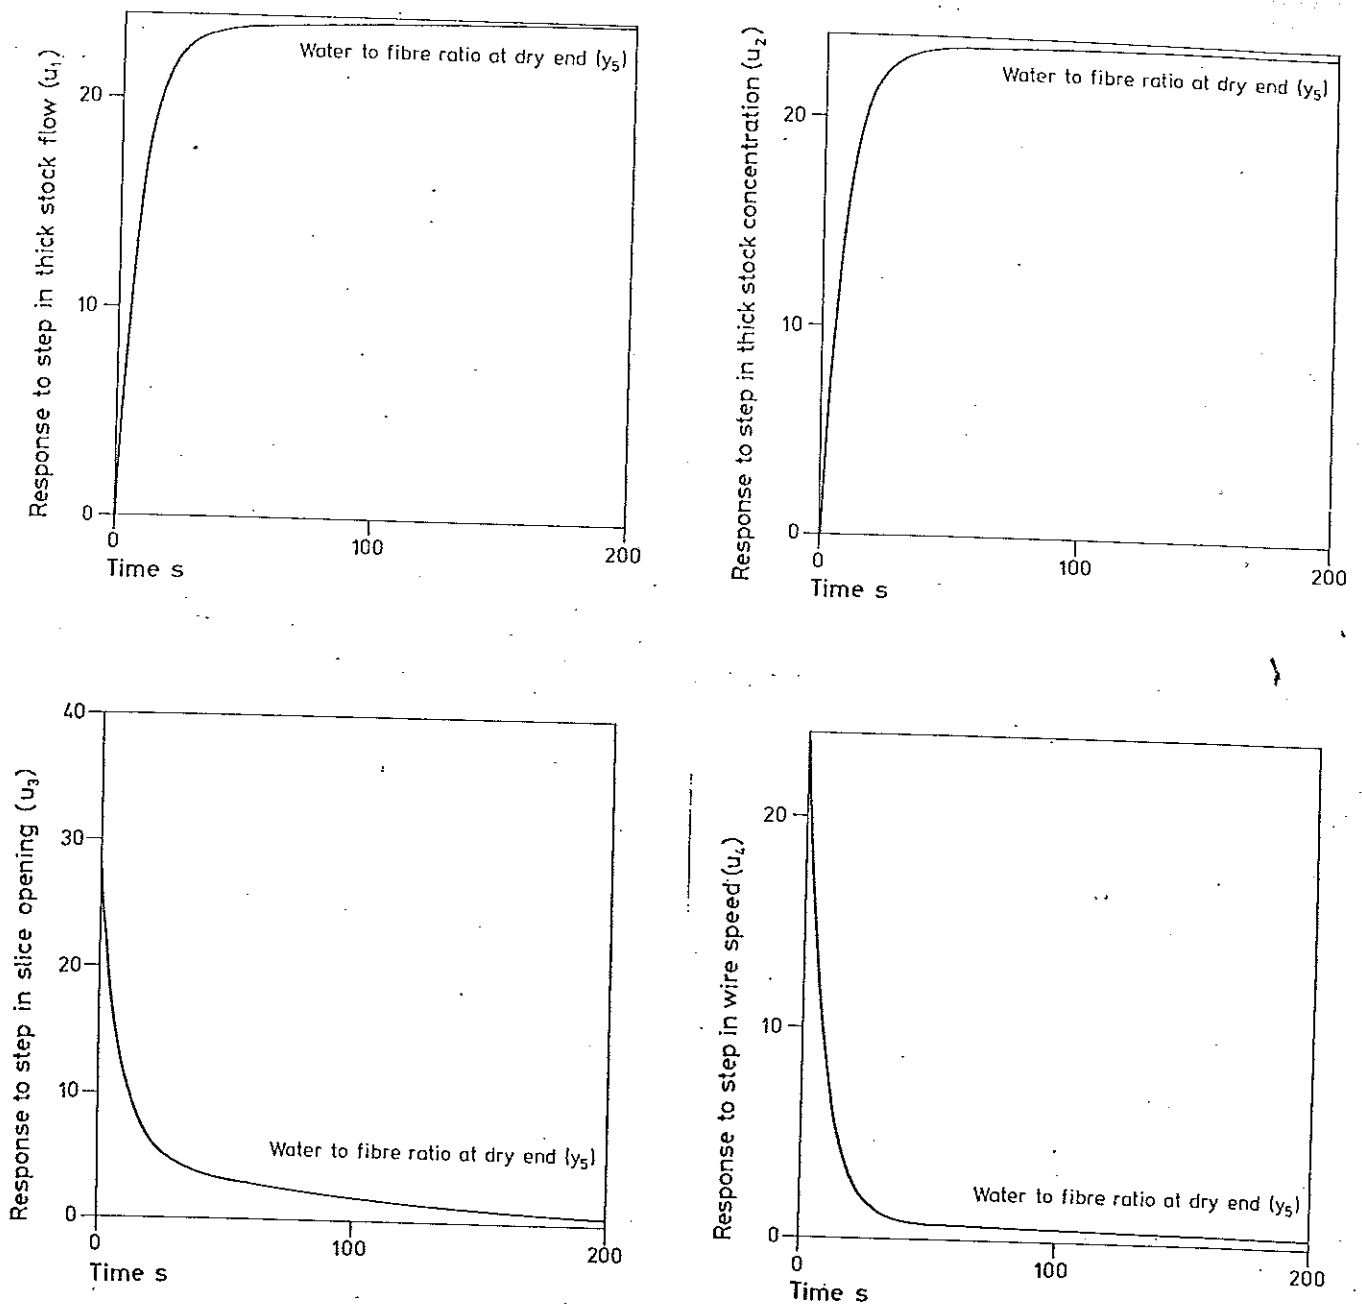 Response to step in thick stock flow (u₁)
Water to fibre ratio at dry end (y₅)
20
10
0
0
100
200
Time s
Response to step in thick stock concentration (u₂)
Water to fibre ratio at dry end (y₅)
20
10
0
0
100
200
Time s
Response to step in slice opening (u₃)
40
30
20
10
0
Water to fibre ratio at dry end (y₅)
0
100
200
Time s
Response to step in wire speed (u₄)
20
10
0
Water to fibre ratio at dry end (y₅)
0
100
200
Time s